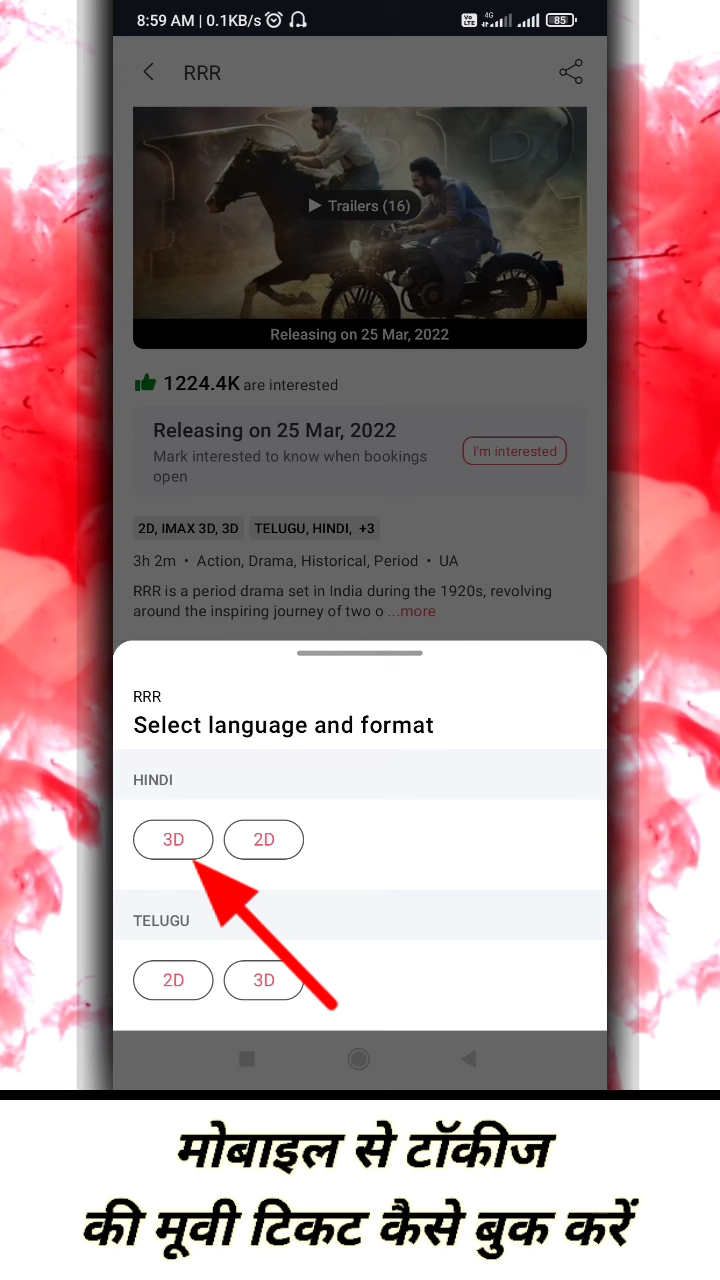 8:59 AM | 0.1KB/s
Vo LTE 4G 85
RRR
Trailers (16)
Releasing on 25 Mar, 2022
1224.4K are interested
Releasing on 25 Mar, 2022
Mark interested to know when bookings
open
I'm interested
2D, IMAX 3D, 3D TELUGU, HINDI, +3
3h 2m • Action, Drama, Historical, Period • UA
RRR is a period drama set in India during the 1920s, revolving
around the inspiring journey of two o ...more
RRR
Select language and format
HINDI
3D 2D
TELUGU
2D 3D
मोबाइल से टॉकीज
की मूवी टिकट कैसे बुक करें